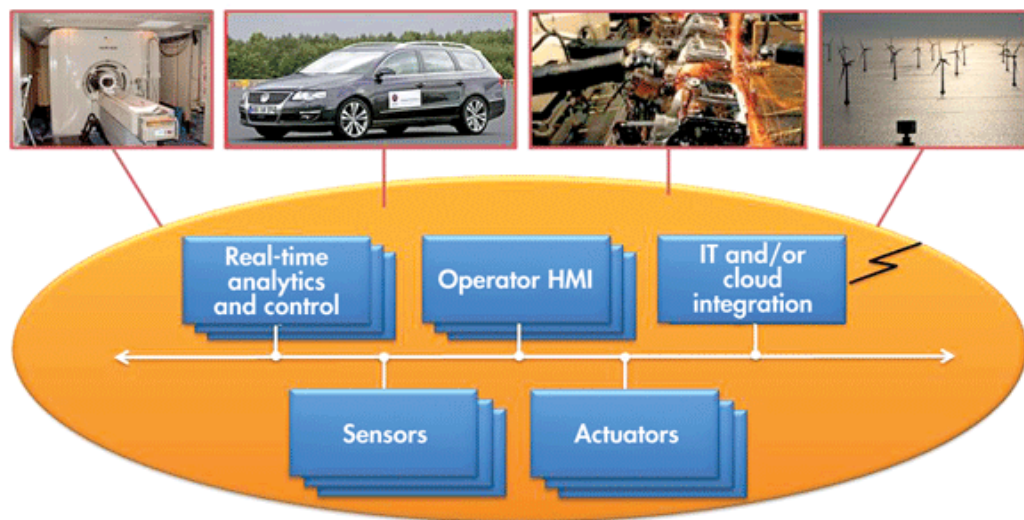 Real-time
analytics
and control
Operator HMI
IT and/or
cloud
integration
Sensors
Actuators